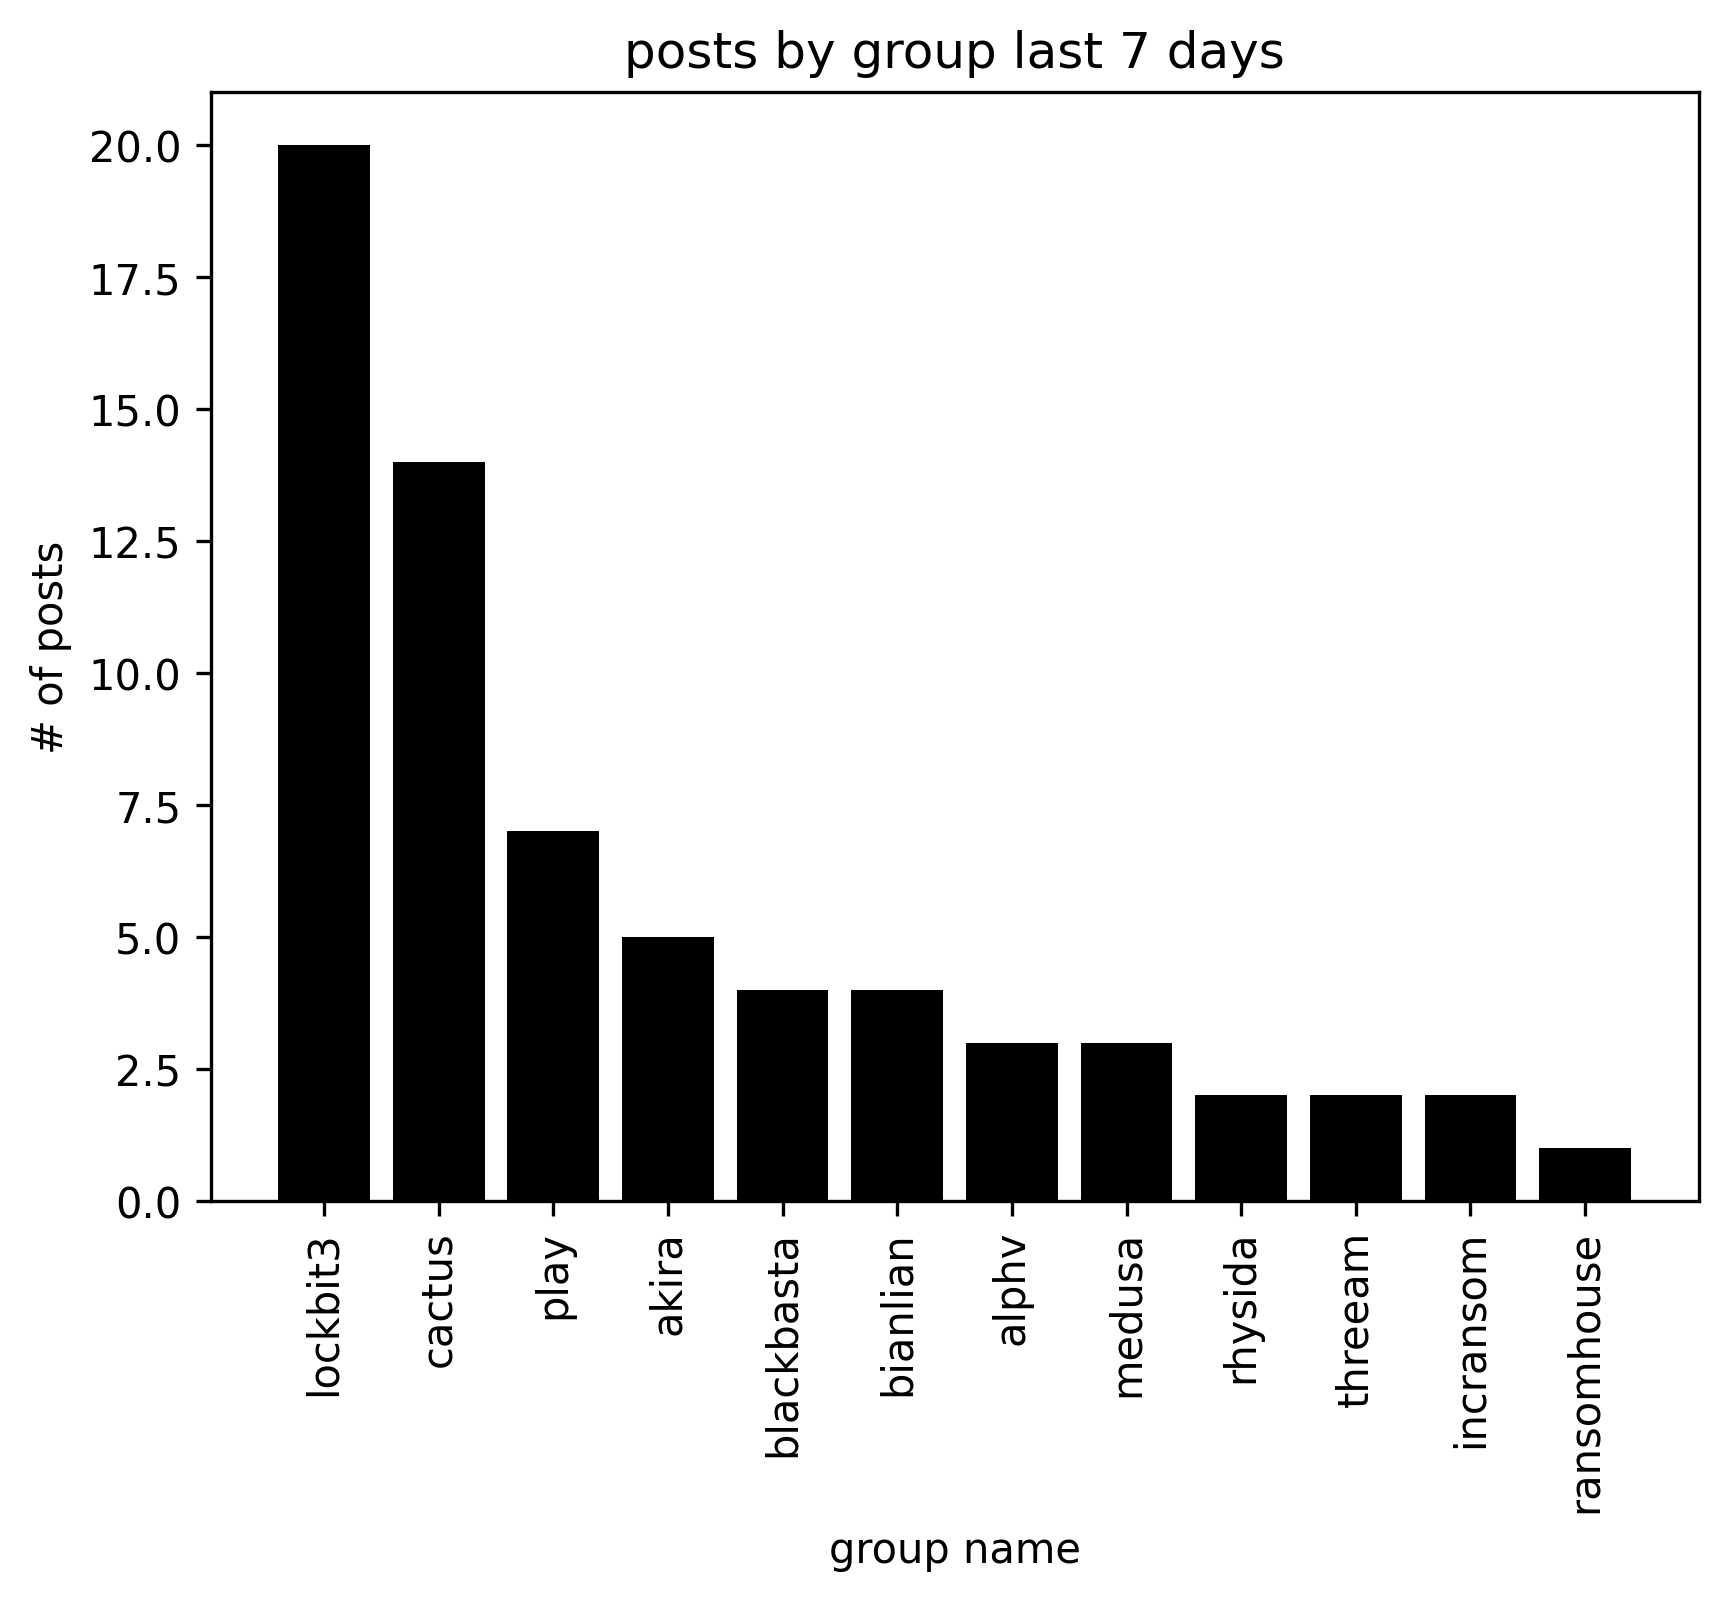 posts by group last 7 days
# of posts
20.0
17.5
15.0
12.5
10.0
7.5
5.0
2.5
0.0
lockbit3
cactus
play
akira
blackbasta
bianlian
alphv
medusa
rhysida
threeam
incransom
ransomhouse
group name